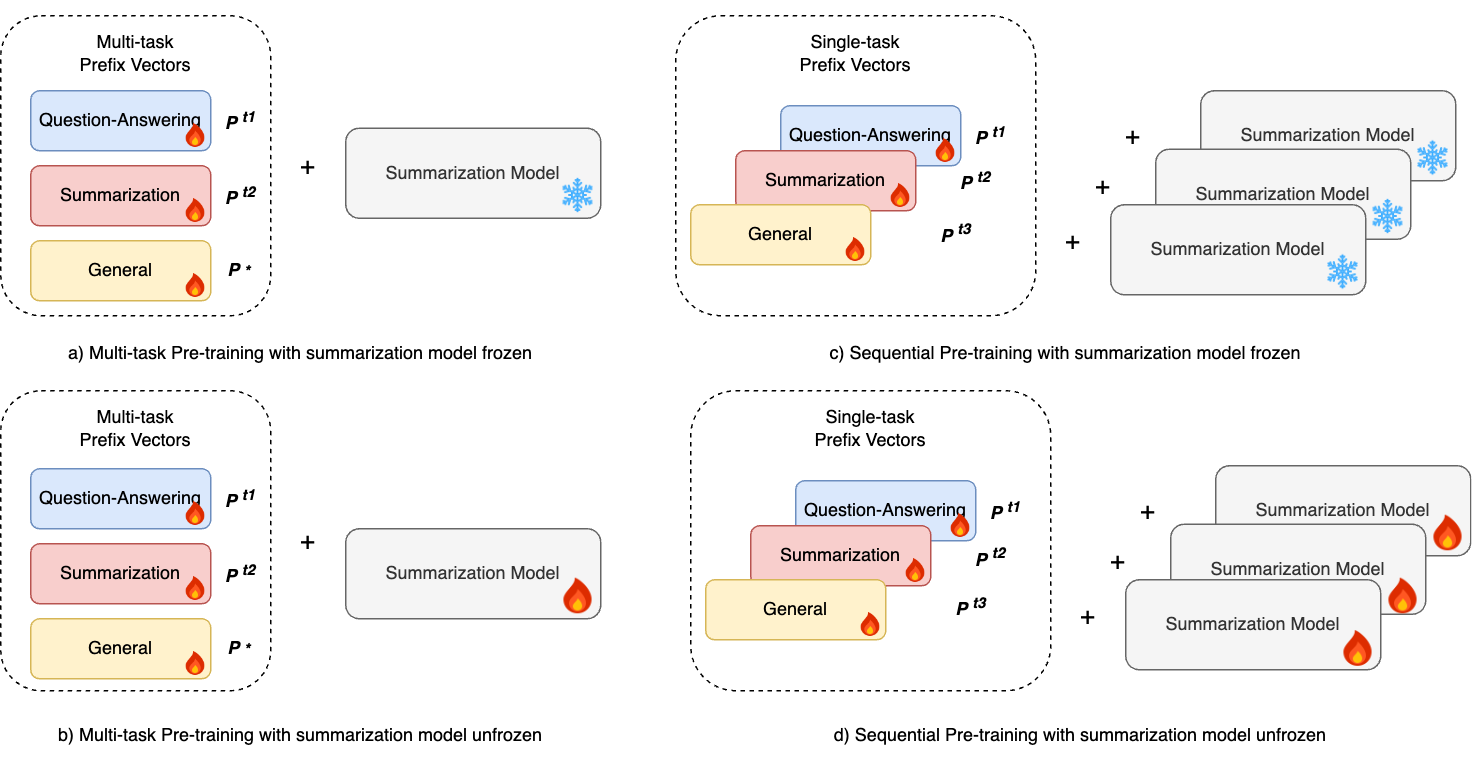 Multi-task
Prefix Vectors
Question-Answering
P t1
Summarization
P t2
General
P *
+
Summarization Model
a) Multi-task Pre-training with summarization model frozen
Single-task
Prefix Vectors
Question-Answering
P t1
Summarization
P t2
General
P t3
+
Summarization Model
+
Summarization Model
+
Summarization Model
c) Sequential Pre-training with summarization model frozen
Multi-task
Prefix Vectors
Question-Answering
P t1
Summarization
P t2
General
P *
+
Summarization Model
b) Multi-task Pre-training with summarization model unfrozen
Single-task
Prefix Vectors
Question-Answering
P t1
Summarization
P t2
General
P t3
+
Summarization Model
+
Summarization Model
+
Summarization Model
d) Sequential Pre-training with summarization model unfrozen